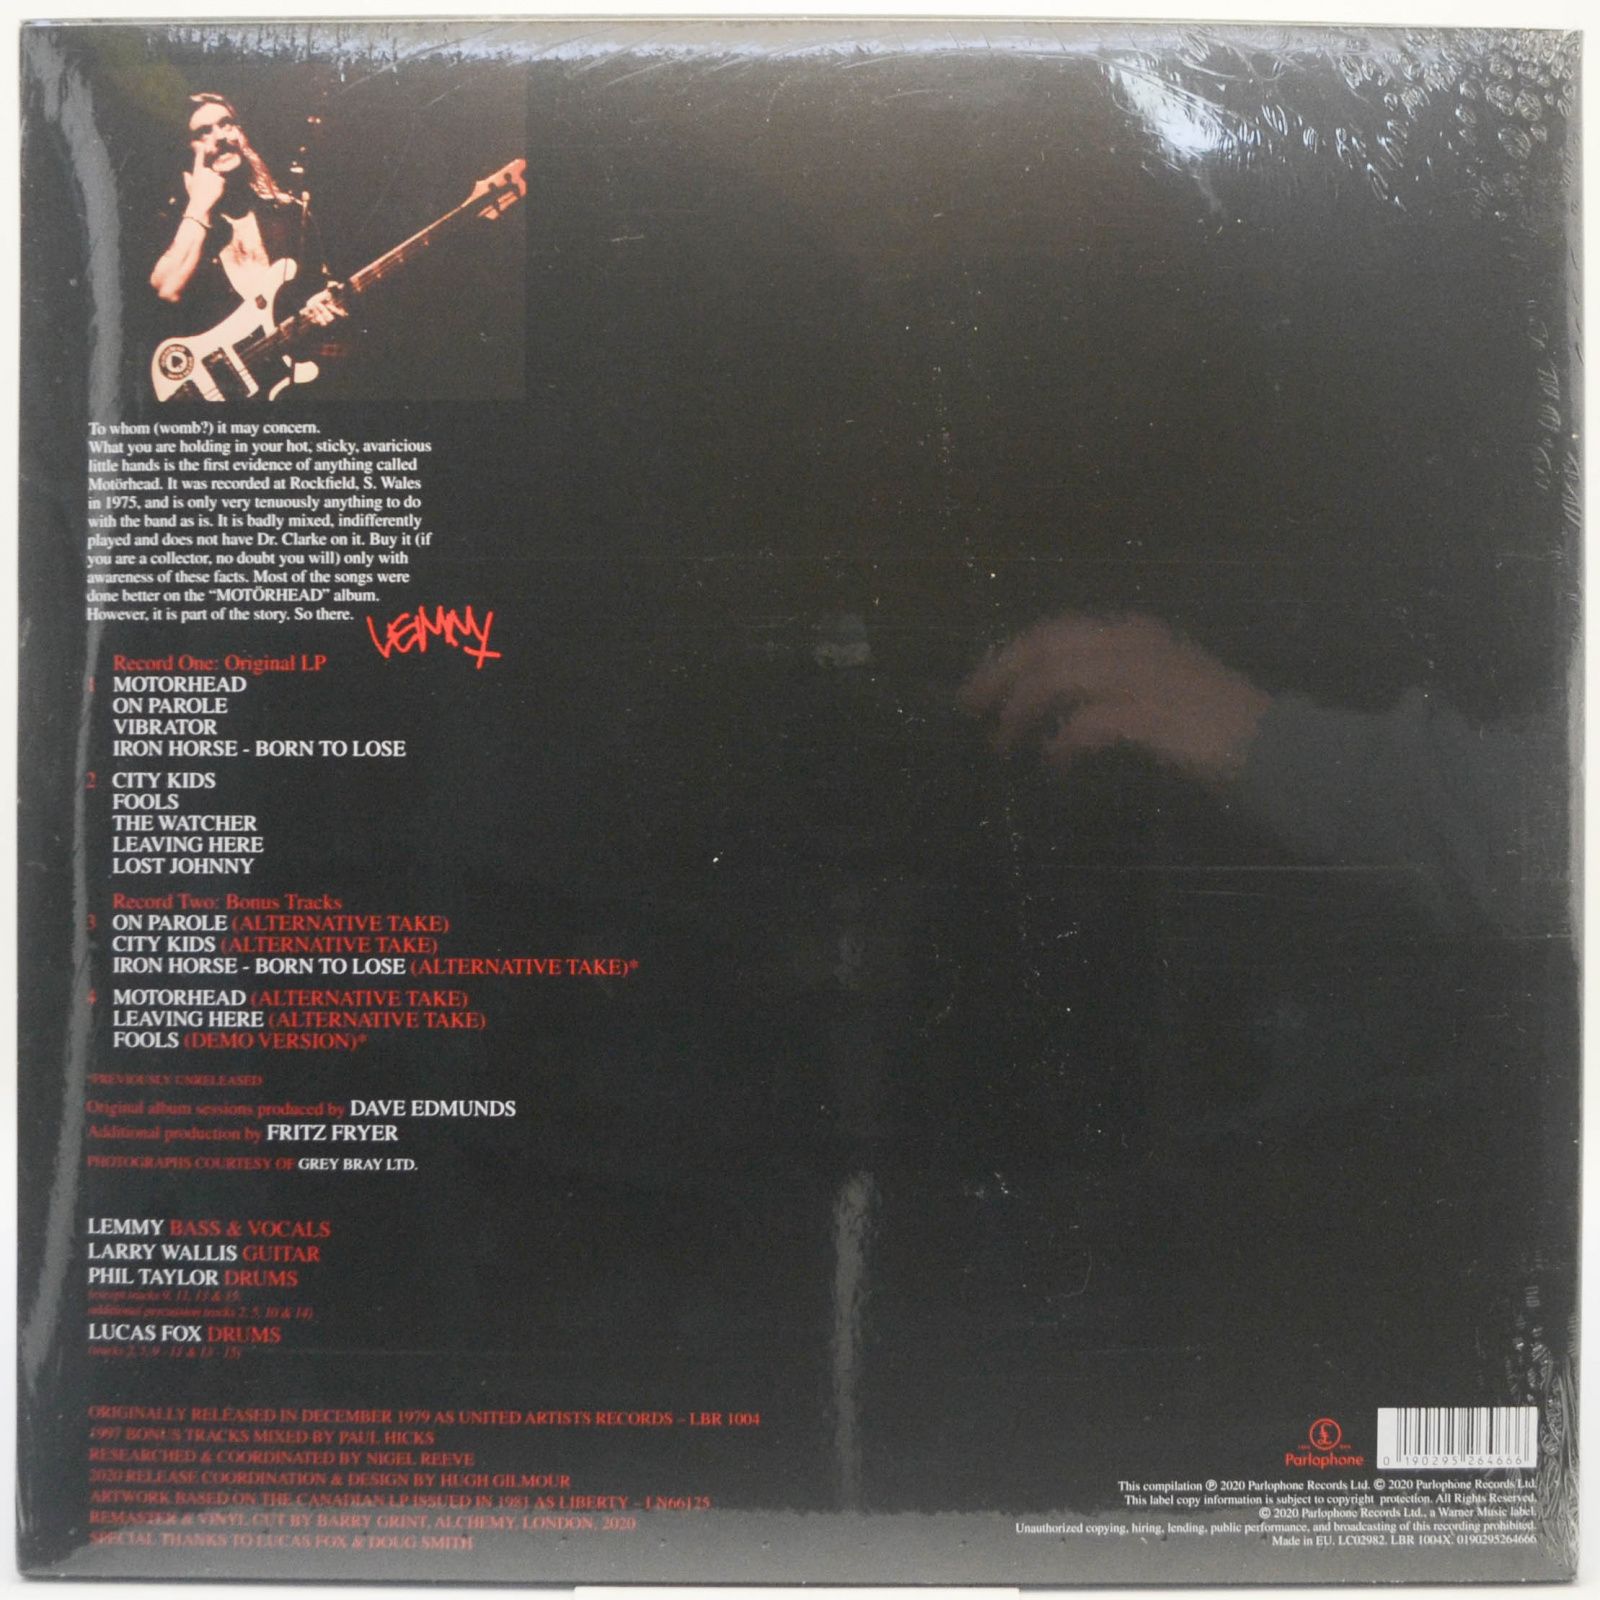 To whom (womb?) it may concern.
What you are holding in your hot, sticky, avaricious
little hands is the first evidence of anything called
Motörhead. It was recorded at Rockfield, S. Wales
in 1975, and is only very tenuously anything to do
with the band as is. It is badly mixed, indifferently
played and does not have Dr. Clarke on it. Buy it (if
you are a collector, no doubt you will) only with
awareness of these facts. Most of the songs were
done better on the "MOTÖRHEAD" album.
However, it is part of the story. So there.
LEMMY
Record One: Original LP
1 MOTORHEAD
ON PAROLE
VIBRATOR
IRON HORSE - BORN TO LOSE
2 CITY KIDS
FOOLS
THE WATCHER
LEAVING HERE
LOST JOHNNY
Record Two: Bonus Tracks
3 ON PAROLE (ALTERNATIVE TAKE)
CITY KIDS (ALTERNATIVE TAKE)
IRON HORSE - BORN TO LOSE (ALTERNATIVE TAKE)*
4 MOTORHEAD (ALTERNATIVE TAKE)
LEAVING HERE (ALTERNATIVE TAKE)
FOOLS (DEMO VERSION)*
*PREVIOUSLY UNRELEASED
Original album sessions produced by DAVE EDMUNDS
Additional production by FRITZ FRYER
PHOTOGRAPHS COURTESY OF GREY BRAY LTD.
LEMMY BASS & VOCALS
LARRY WALLIS GUITAR
PHIL TAYLOR DRUMS
(except tracks 9, 11, 13 & 15,
additional percussion tracks 2, 5, 10 & 14)
LUCAS FOX DRUMS
ORIGINALLY RELEASED IN DECEMBER 1979 AS UNITED ARTISTS RECORDS – LBR 1004
1997 BONUS TRACKS MIXED BY PAUL HICKS
RESEARCHED & COORDINATED BY NIGEL REEVE
2020 RELEASE COORDINATION & DESIGN BY HUGH GILMOUR
ARTWORK BASED ON THE CANADIAN LP ISSUED IN 1981 AS LIBERTY – LN66125
REMASTER & VINYL CUT BY BARRY GRINT, ALCHEMY, LONDON, 2020
SPECIAL THANKS TO LUCAS FOX & DOUG SMITH
£
Parlophone
0 190295 264666
This compilation ℗ 2020 Parlophone Records Ltd. © 2020 Parlophone Records Ltd.
This label copy information is subject to copyright protection. All Rights Reserved.
© 2020 Parlophone Records Ltd., a Warner Music label.
Unauthorized copying, hiring, lending, public performance, and broadcasting of this recording prohibited.
Made in EU. LC02982. LBR 1004X. 0190295264666